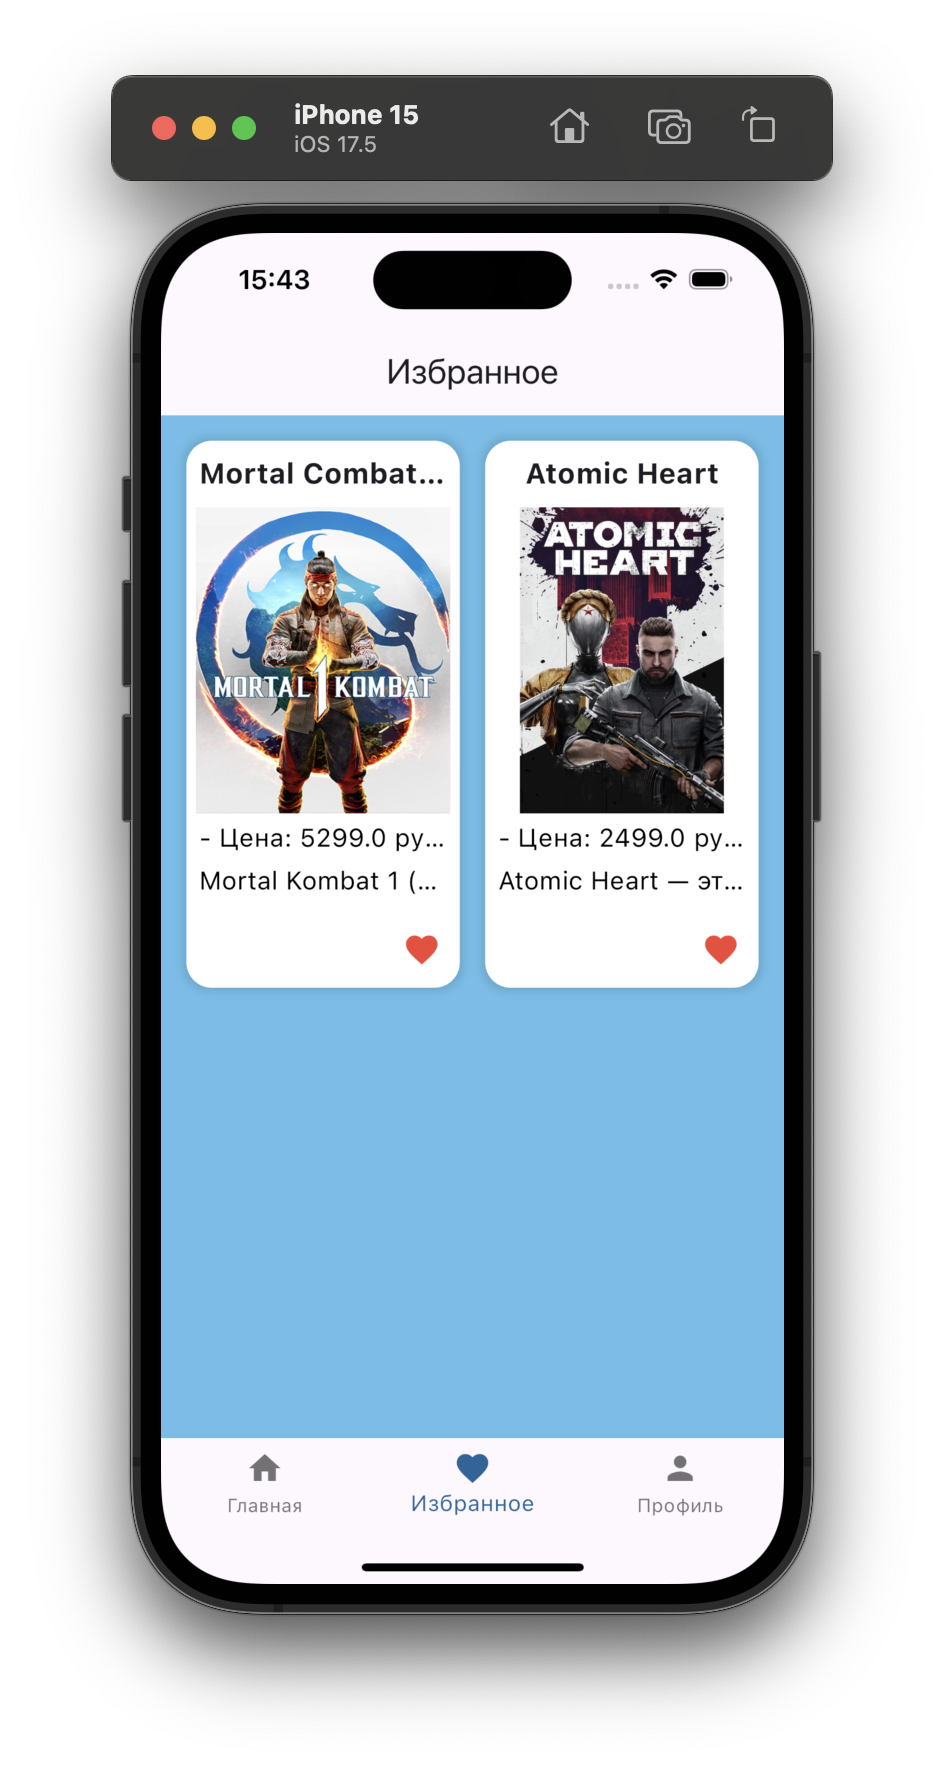 iPhone 15
iOS 17.5
15:43
Избранное
Mortal Combat...
Atomic Heart
MORTAL 1 KOMBAT
ATOMIC
HEART
- Цена: 5299.0 ру...
- Цена: 2499.0 ру...
Mortal Kombat 1 (...
Atomic Heart — эт...
Главная
Избранное
Профиль